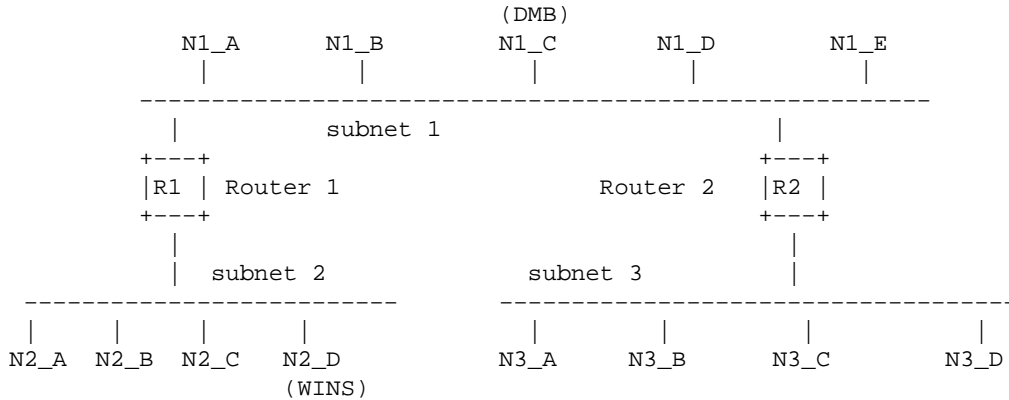 (DMB)
N1_A N1_B N1_C N1_D N1_E
subnet 1
R1 Router 1 Router 2 R2
subnet 2 subnet 3
N2_A N2_B N2_C N2_D N3_A N3_B N3_C N3_D
(WINS)